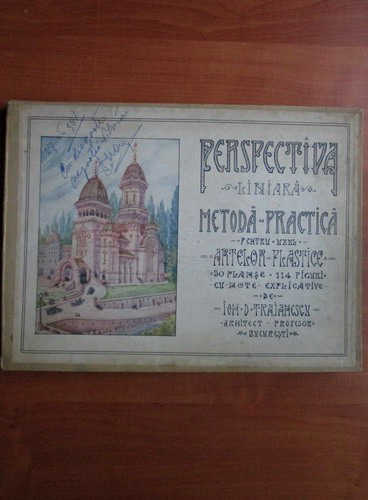 PERSPECTIVA
LINIARĂ
METODĂ-PRACTICĂ
PENTRU UZUL
ARTELOR-PLASTICE
50 PLANȘE · 114 FIGURI
CU NOTE EXPLICATIVE
DE
ION·D·TRAJANESCU
ARHITECT - PROFESOR
BUCUREȘTI